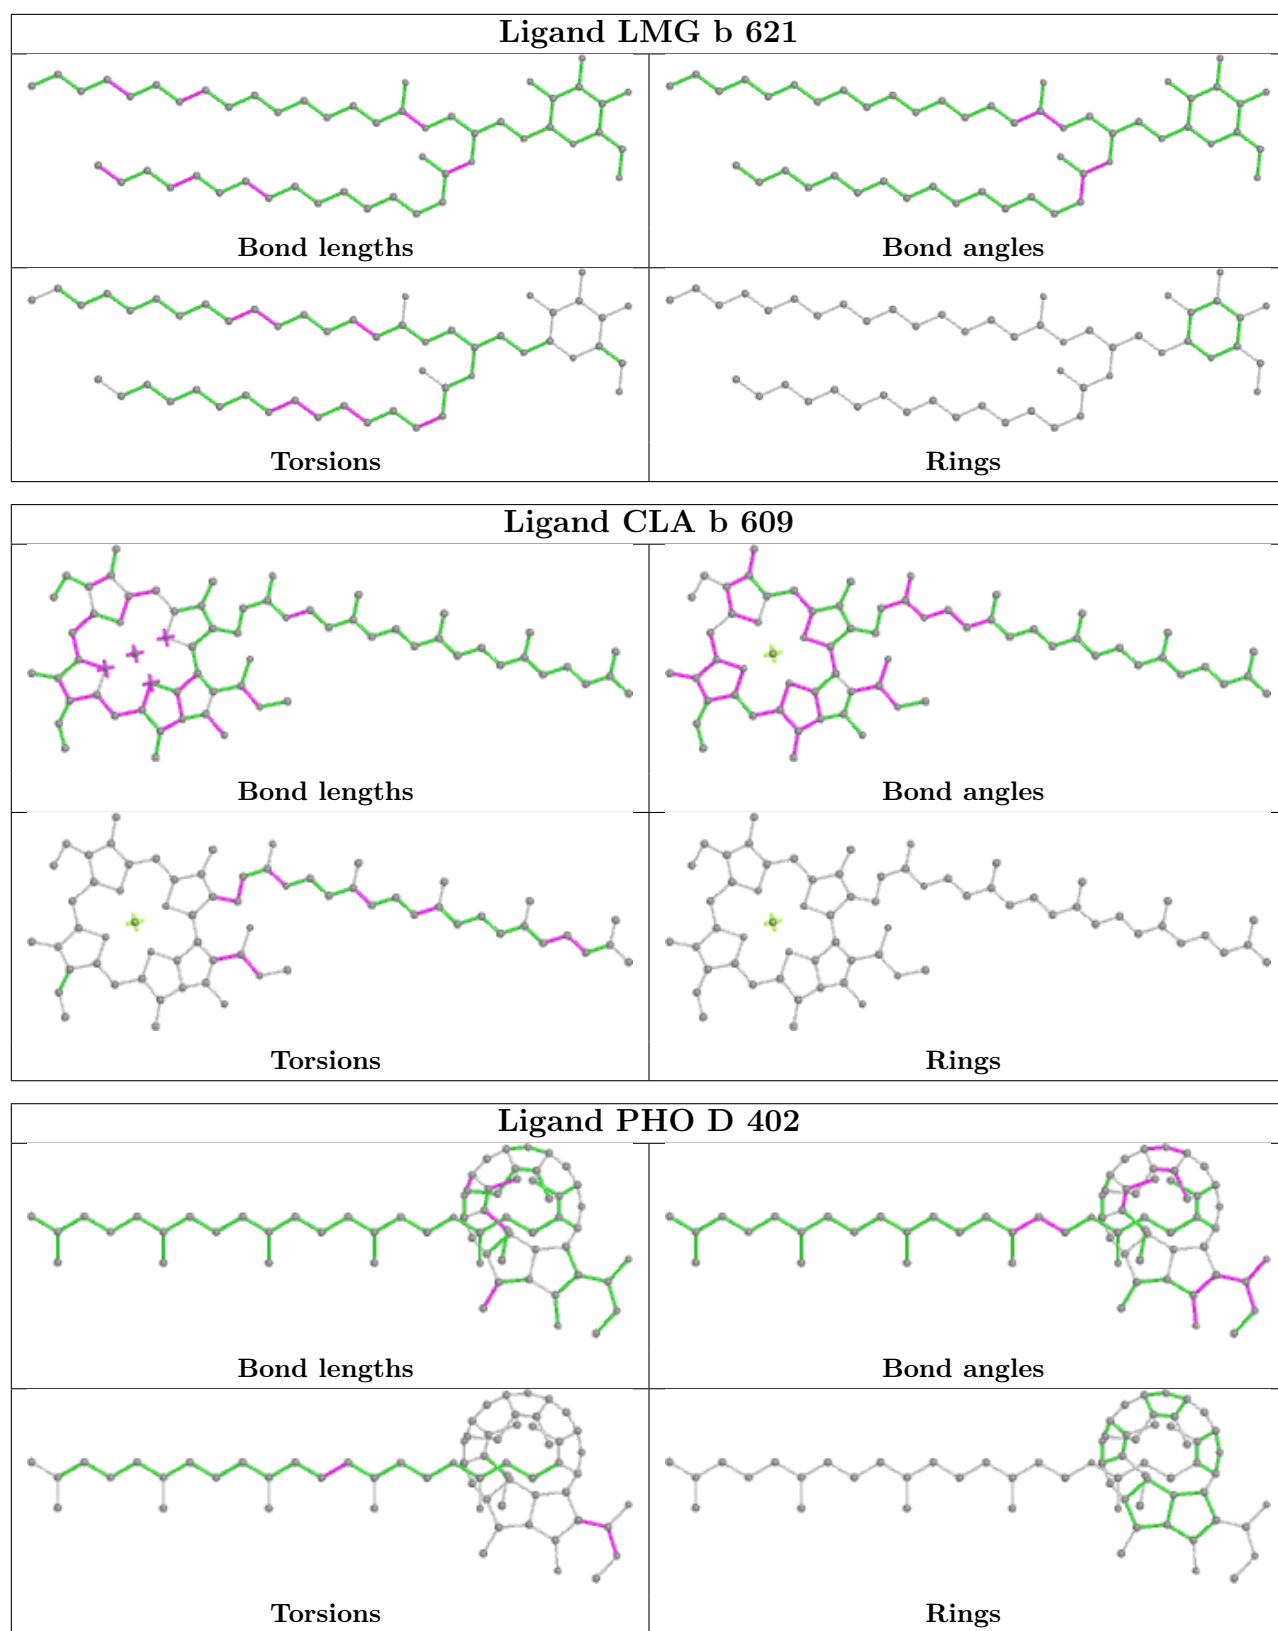 Ligand LMG b 621
Bond lengths
Bond angles
Torsions
Rings
Ligand CLA b 609
Bond lengths
Bond angles
Torsions
Rings
Ligand PHO D 402
Bond lengths
Bond angles
Torsions
Rings